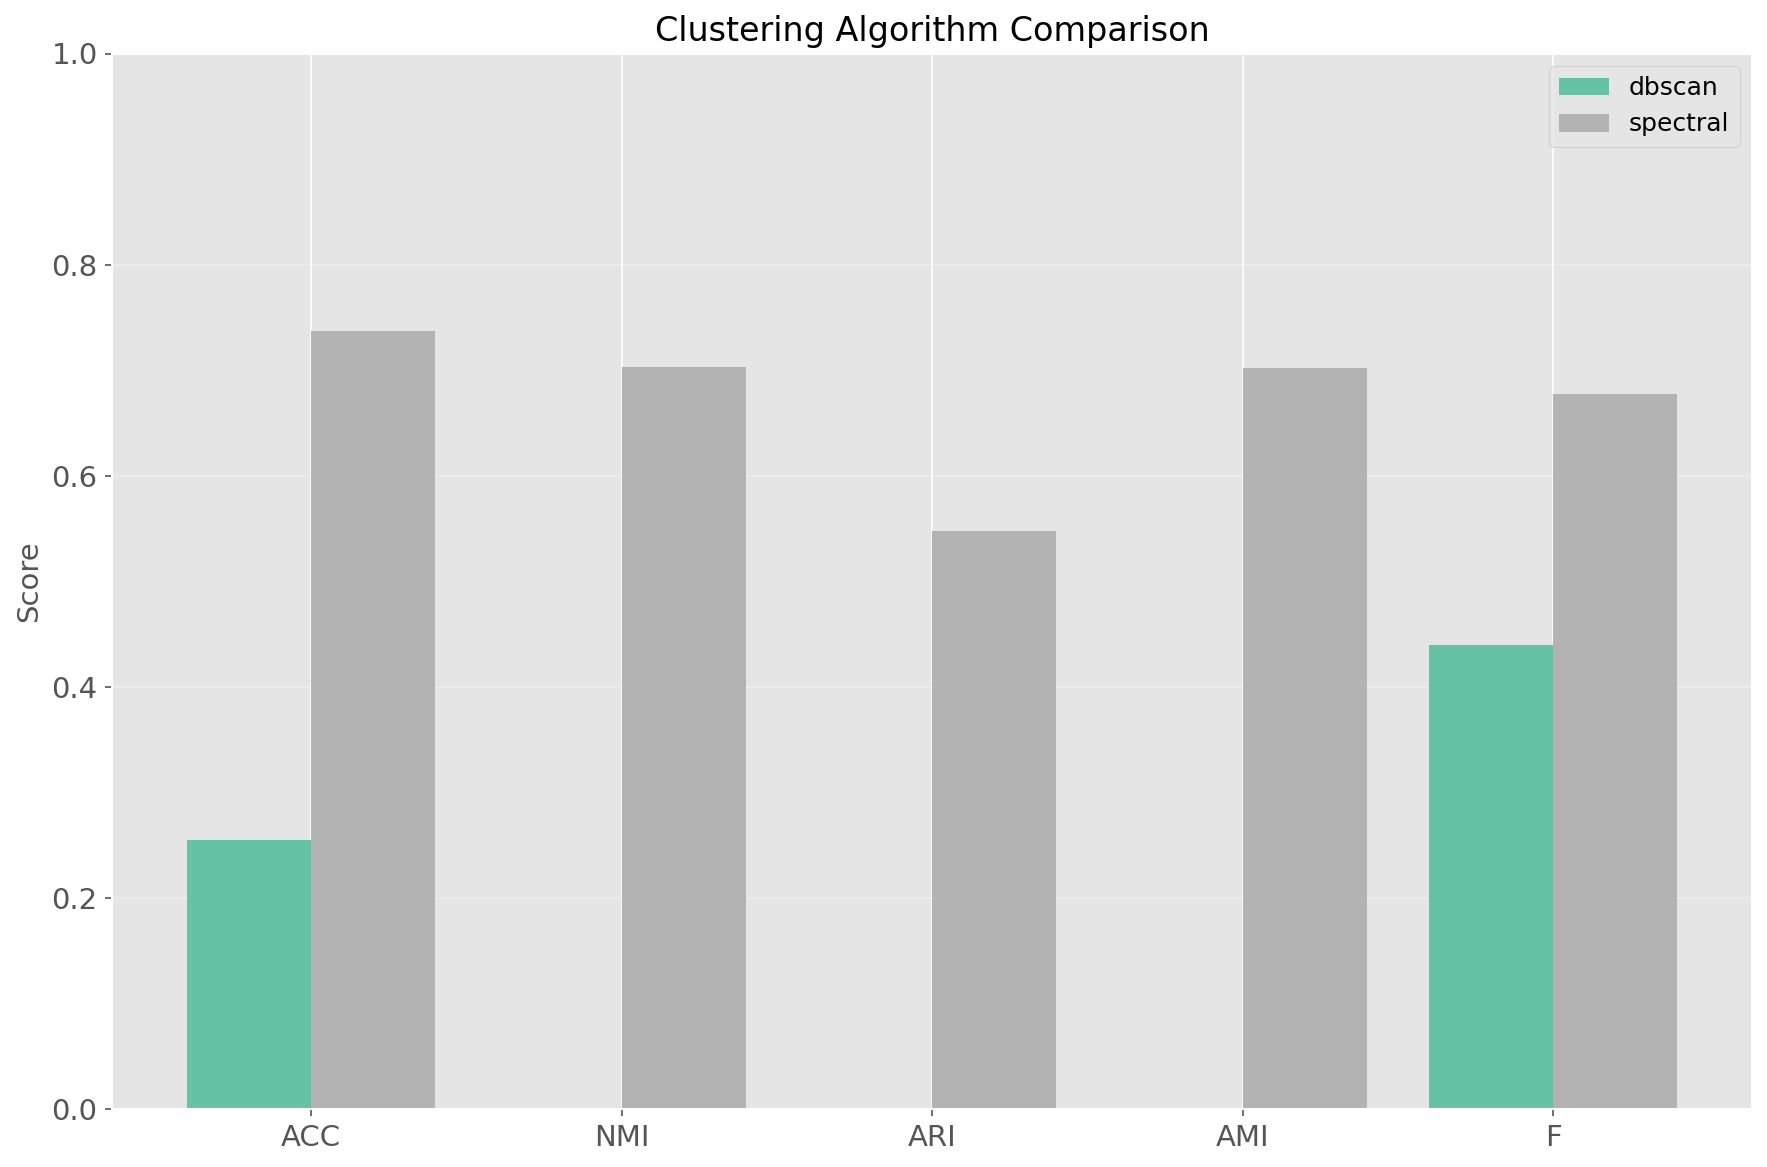 Clustering Algorithm Comparison
1.0
0.8
0.6
0.4
0.2
0.0
Score
dbscan
spectral
ACC
NMI
ARI
AMI
F